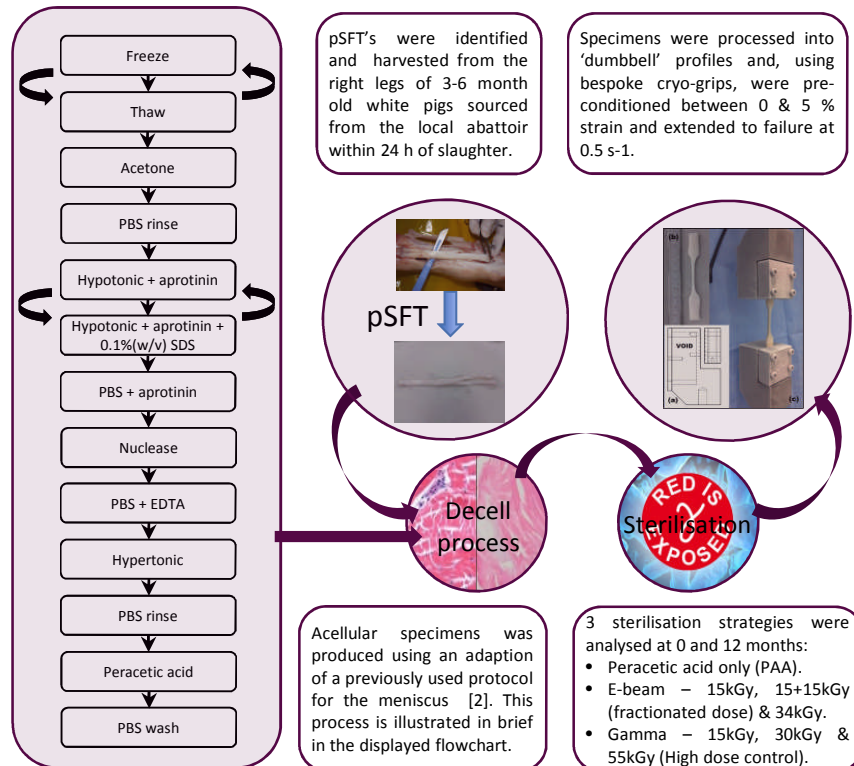 Freeze
Thaw
Acetone
PBS rinse
Hypotonic + aprotinin
Hypotonic + aprotinin +
0.1%(w/v) SDS
PBS + aprotinin
Nuclease
PBS + EDTA
Hypertonic
PBS rinse
Peracetic acid
PBS wash
pSFT's were identified
and harvested from the
right legs of 3-6 month
old white pigs sourced
from the local abattoir
within 24 h of slaughter.
Specimens were processed into
‘dumbbell’ profiles and, using
bespoke cryo-grips, were pre-
conditioned between 0 & 5 %
strain and extended to failure at
0.5 s-1.
pSFT
(b)
VOID
(a)
(c)
Decell
process
RED IS
Sterilisation
EXPOSED
Acellular specimens was
produced using an adaption
of a previously used protocol
for the meniscus [2]. This
process is illustrated in brief
in the displayed flowchart.
3 sterilisation strategies were
analysed at 0 and 12 months:
• Peracetic acid only (PAA).
• E-beam – 15kGy, 15+15kGy
(fractionated dose) & 34kGy.
• Gamma – 15kGy, 30kGy &
55kGy (High dose control).